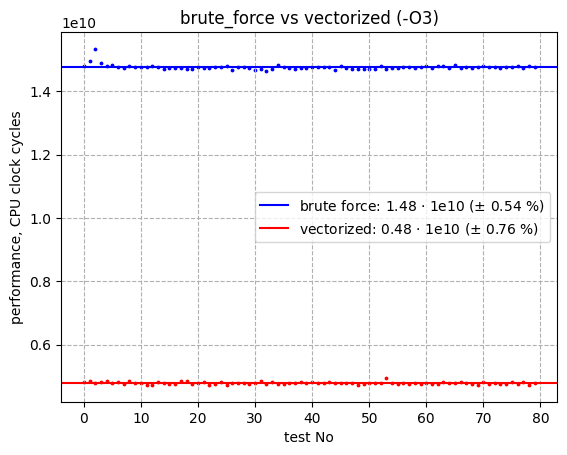 brute_force vs vectorized (-O3)
1e10
performance, CPU clock cycles
1.4
1.2
1.0
0.8
0.6
brute force: 1.48 · 1e10 (± 0.54 %)
vectorized: 0.48 · 1e10 (± 0.76 %)
0 10 20 30 40 50 60 70 80
test No